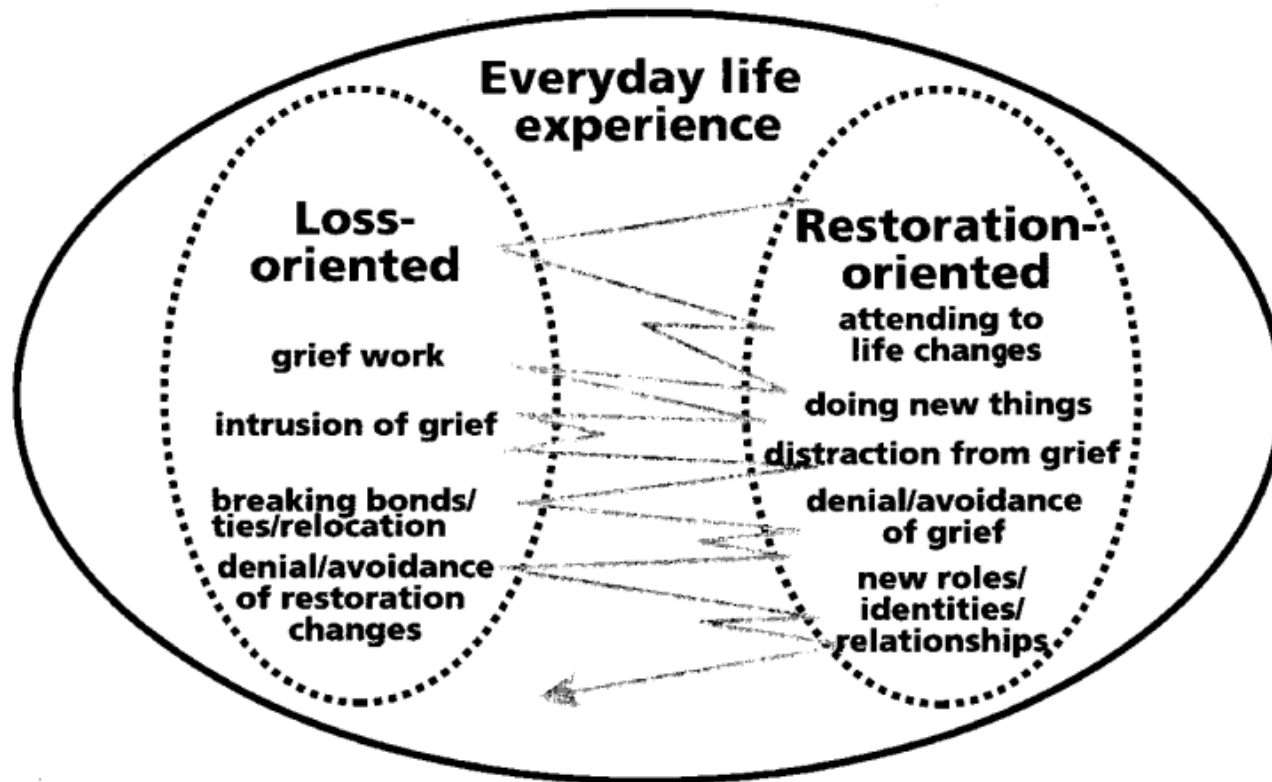 Everyday life
experience
Loss-
oriented
grief work
intrusion of grief
breaking bonds/
ties/relocation
denial/avoidance
of restoration
changes
Restoration-
oriented
attending to
life changes
doing new things
distraction from grief
denial/avoidance
of grief
new roles/
identities/
relationships